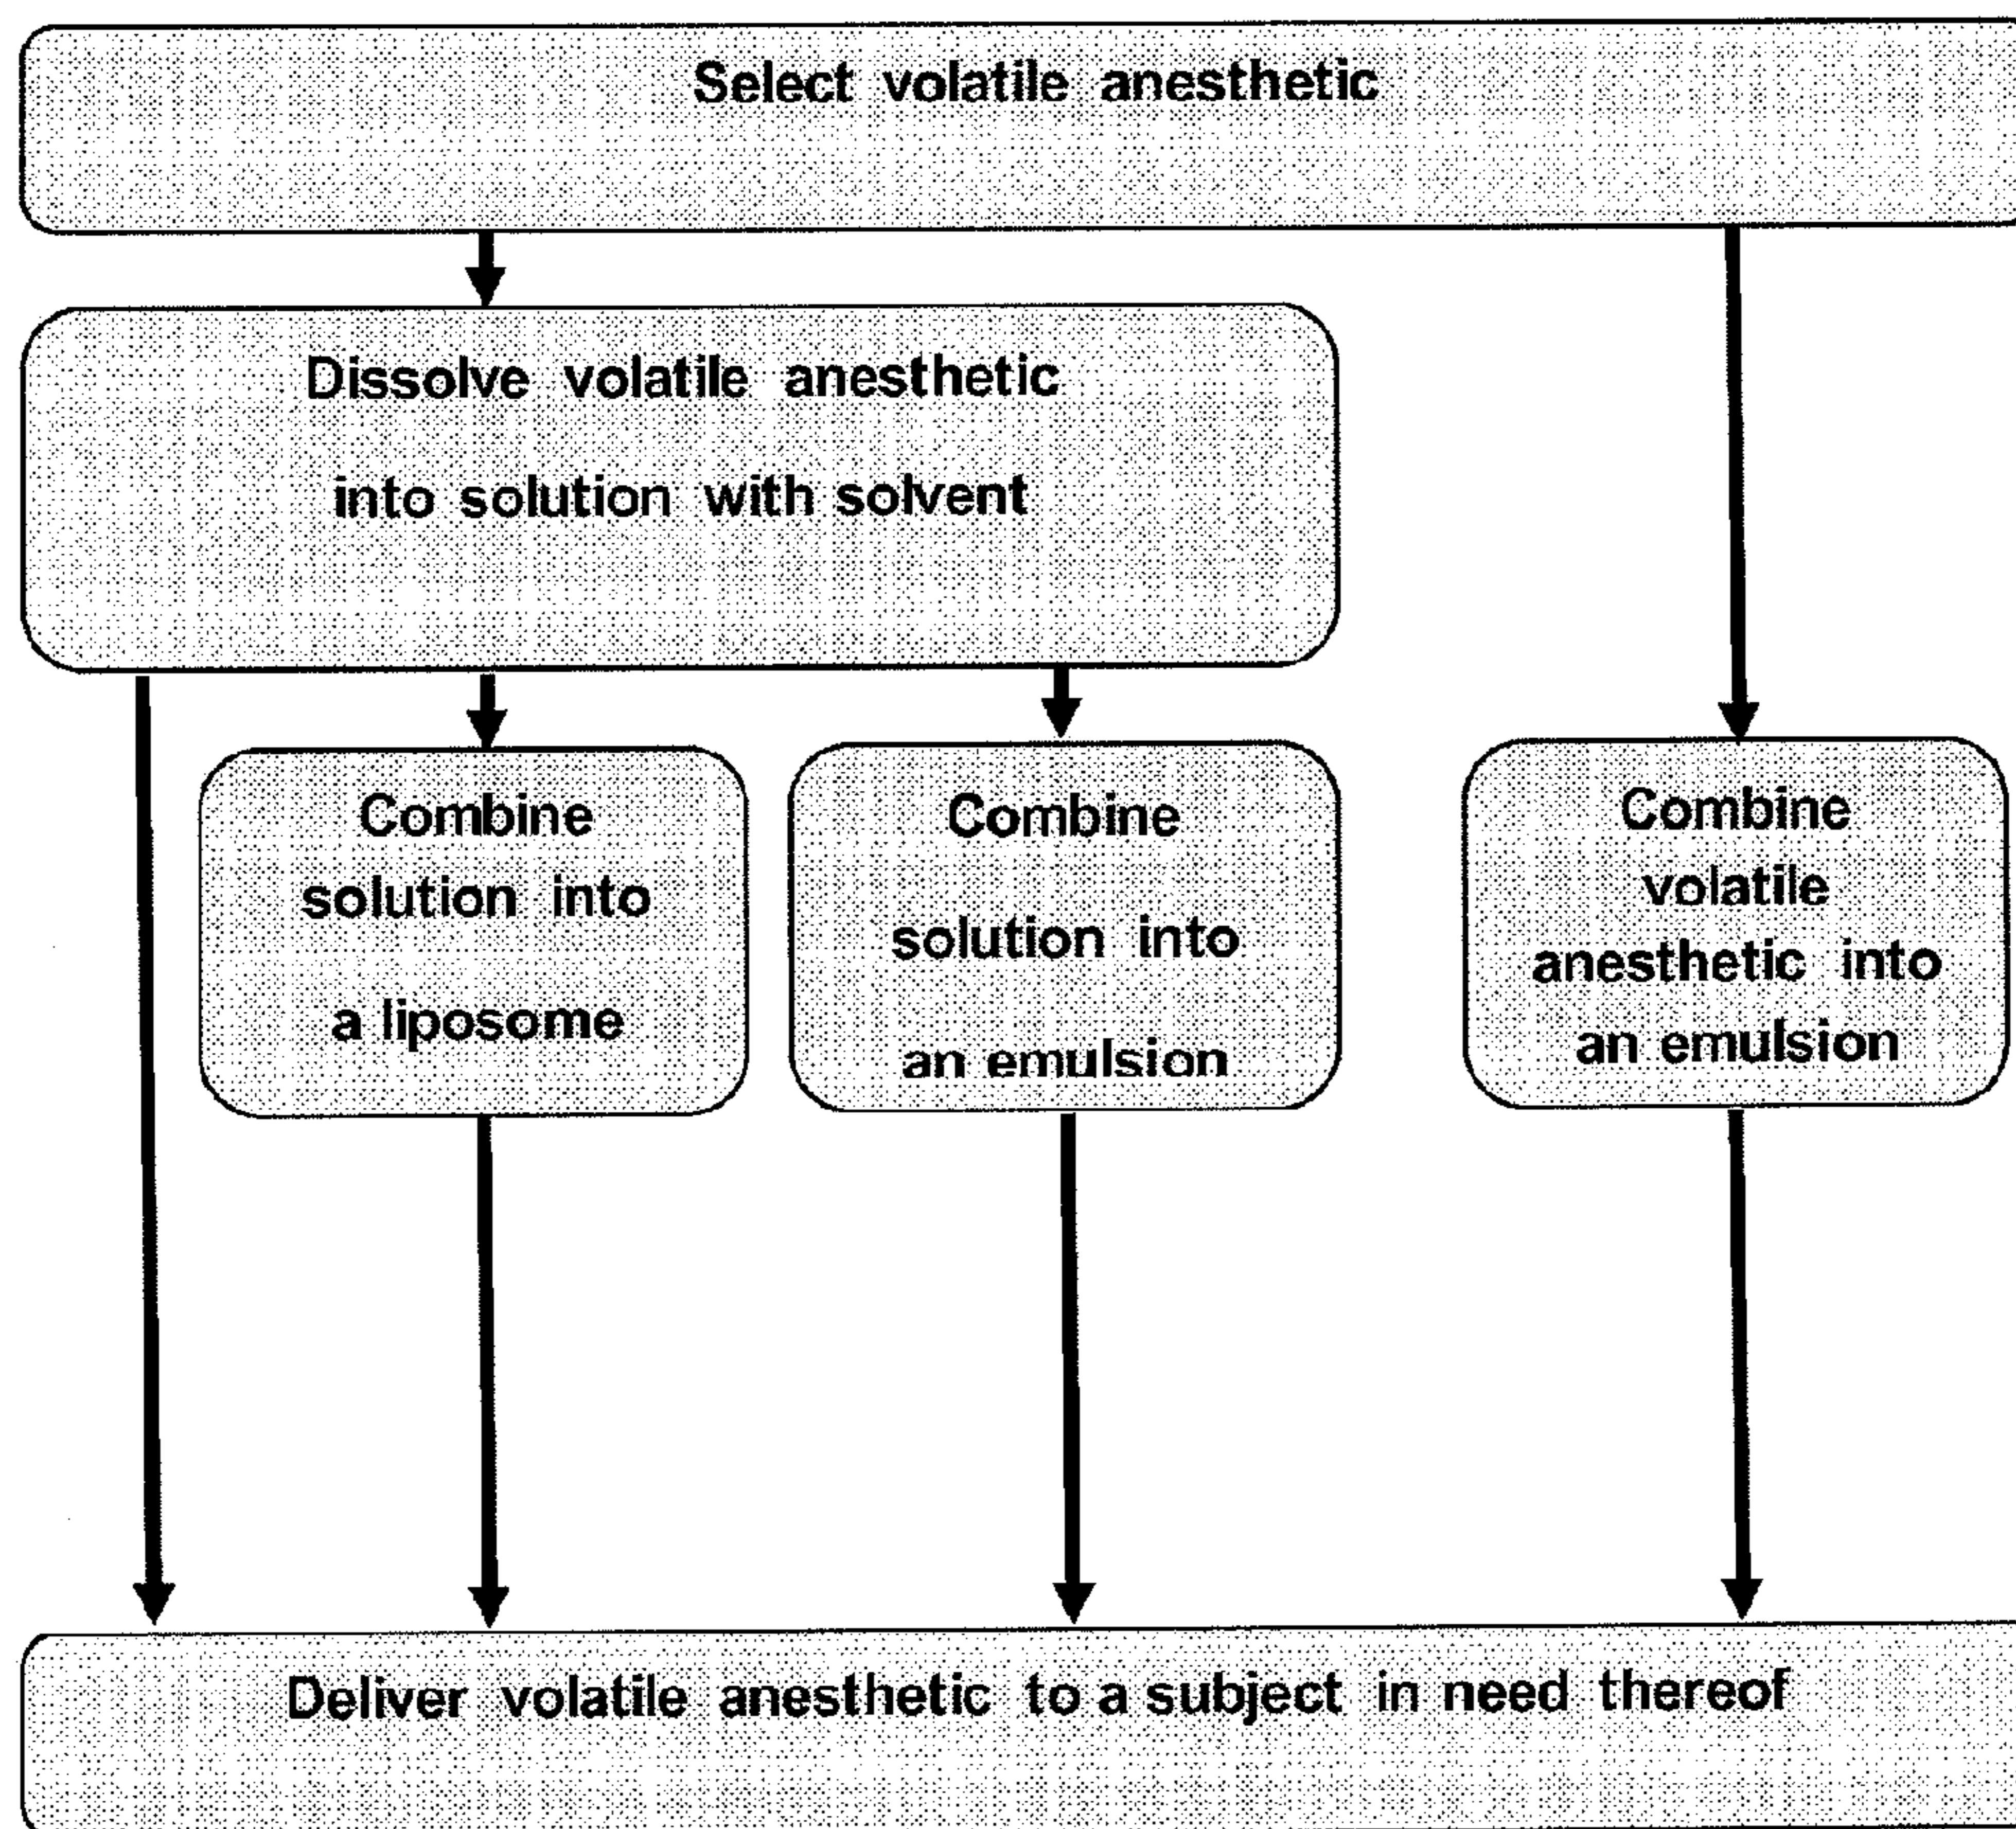 Select volatile anesthetic
Dissolve volatile anesthetic
into solution with solvent
Combine
solution into
a liposome
Combine
solution into
an emulsion
Combine
volatile
anesthetic into
an emulsion
Deliver volatile anesthetic to a subject in need thereof